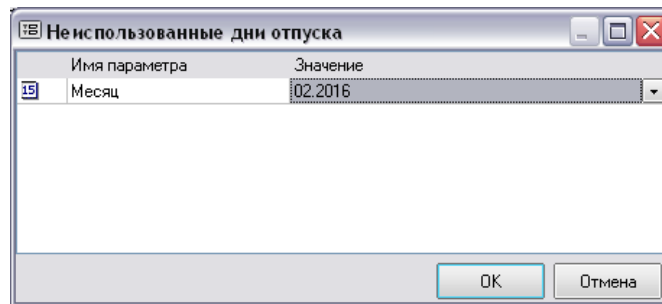 Неиспользованные дни отпуска
Имя параметра Значение
15 Месяц 02.2016
OK Отмена